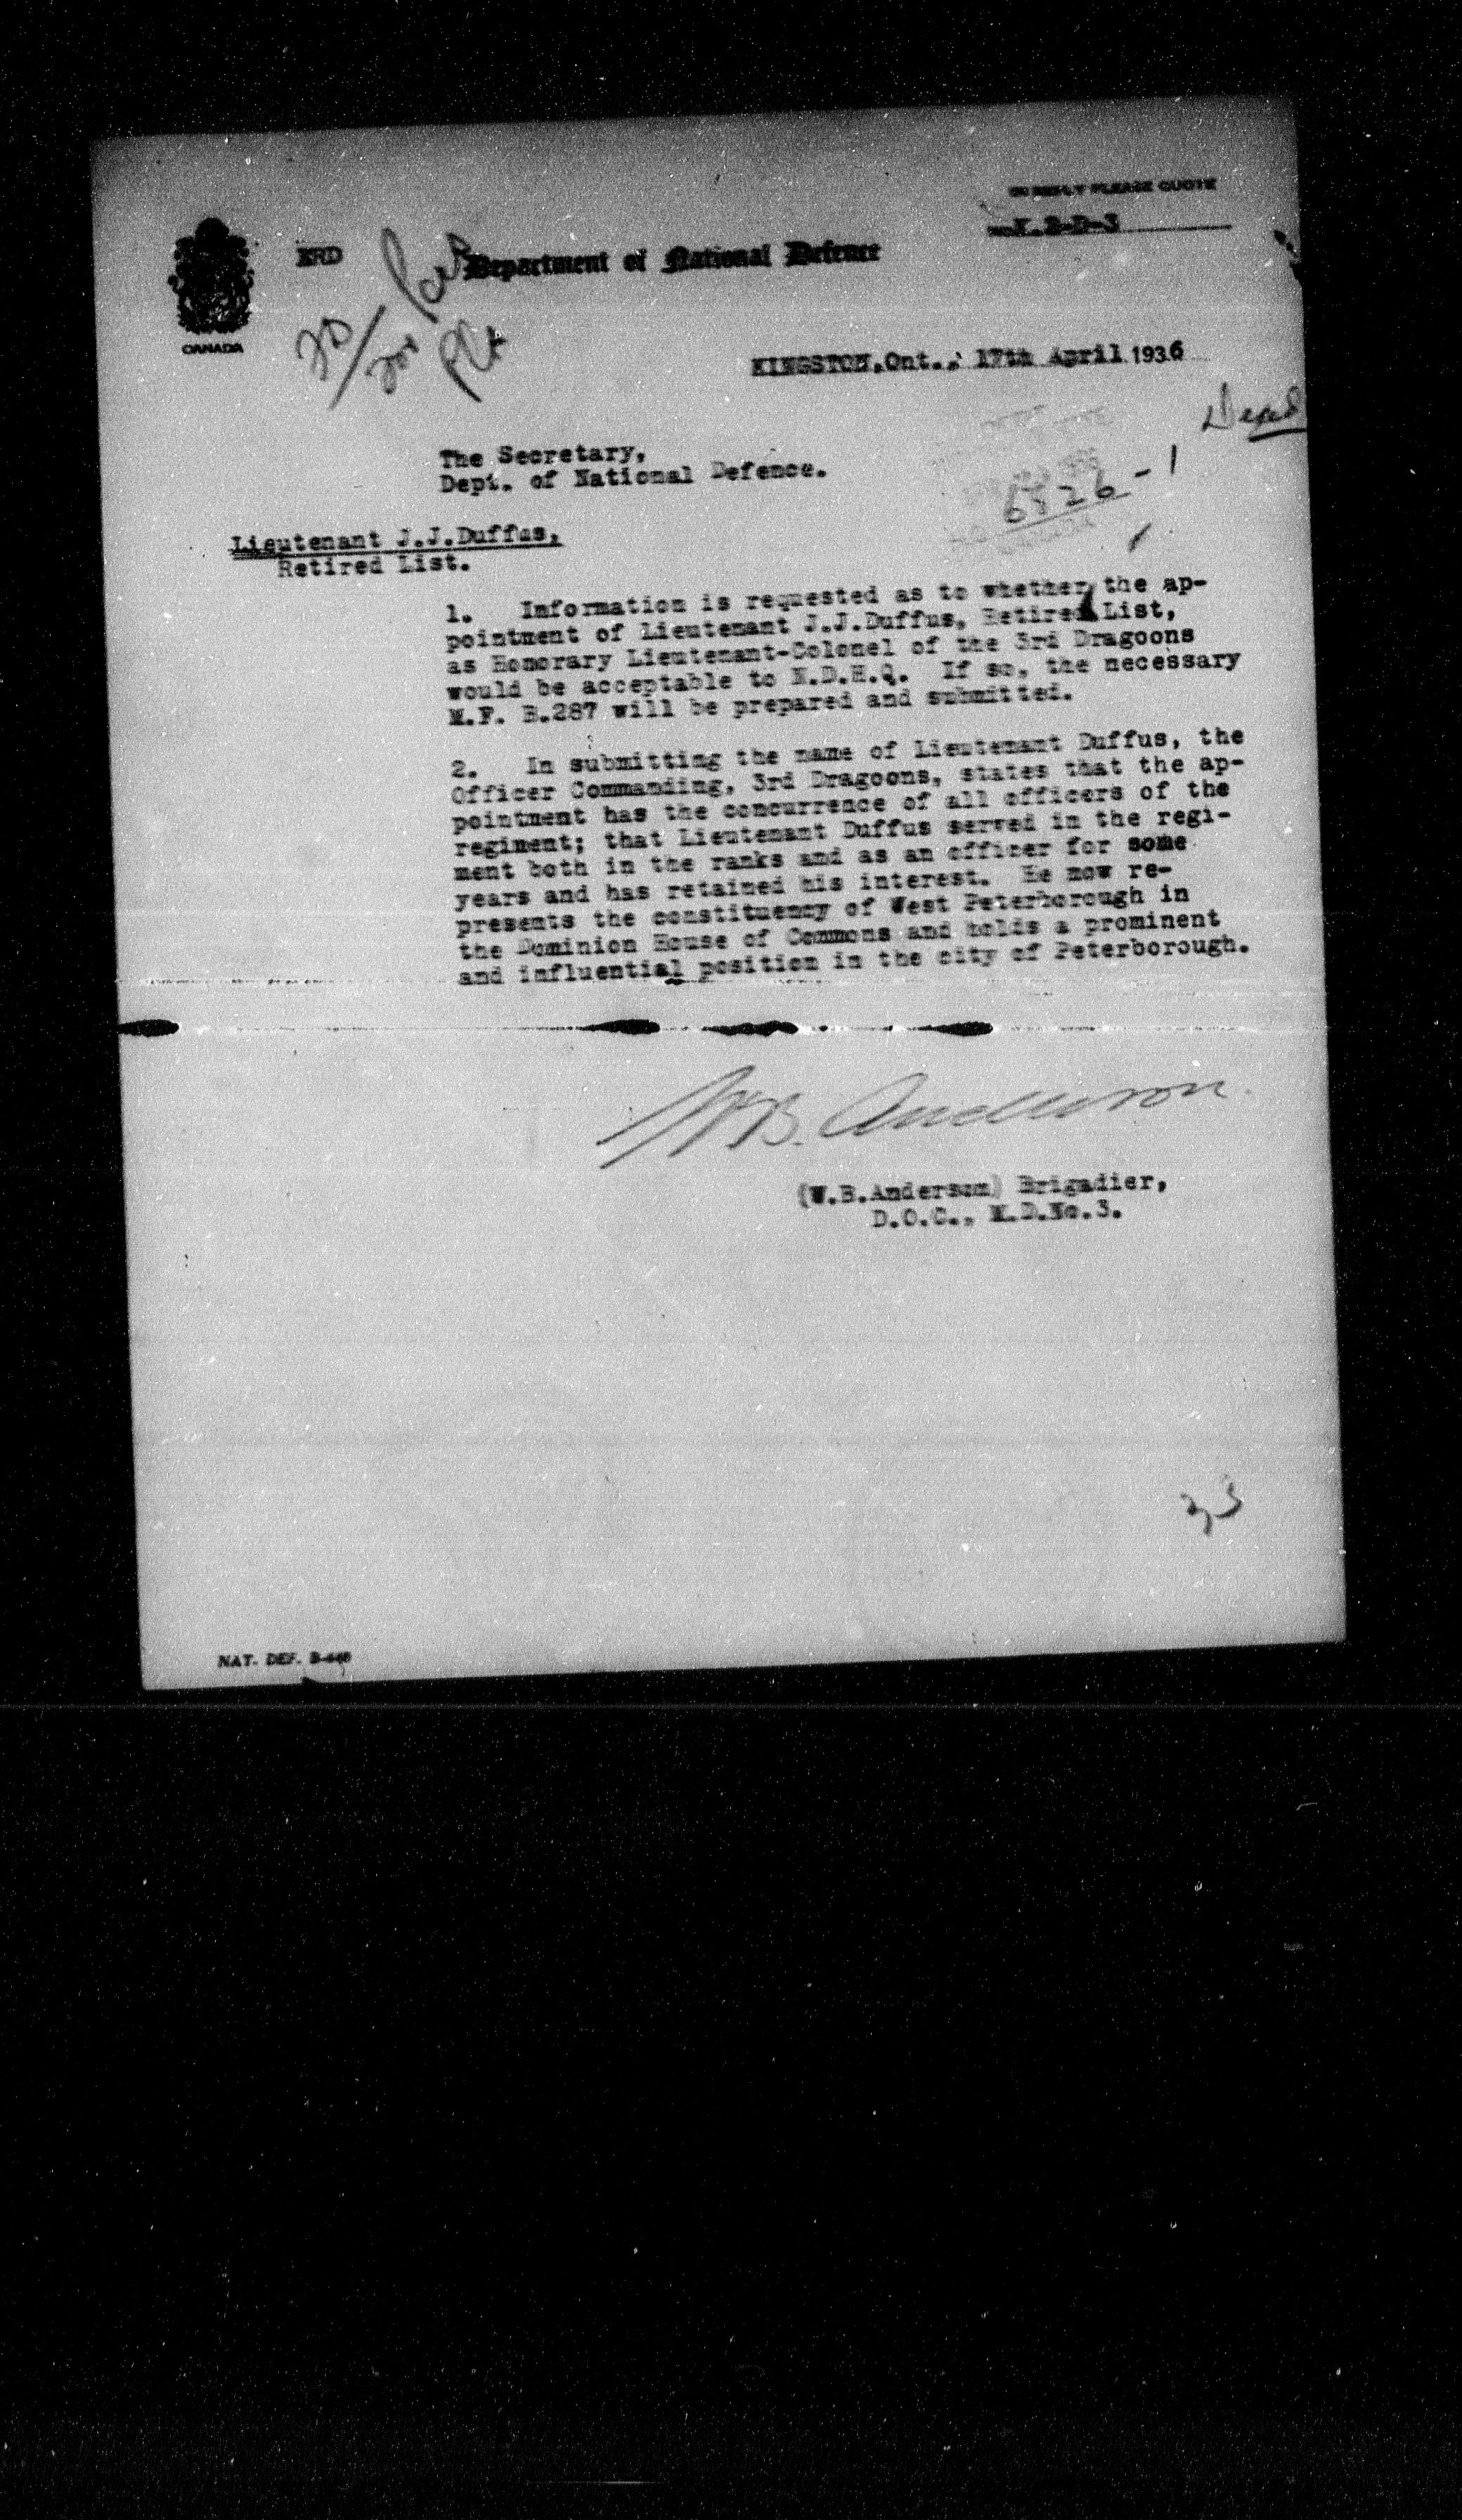 IN REPLY PLEASE QUOTE
K.2-D-3
Department of National Defence
CANADA
KINGSTON,Ont., 17th April 1936
Dead
The Secretary,
Dept. of National Defence.
6826-1
Lieutenant J.J.Duffus,
Retired List.
1. Information is requested as to whether the ap-
pointment of Lieutenant J.J.Duffus, Retired List,
as Honorary Lieutenant-Colonel of the 3rd Dragoons
would be acceptable to N.D.H.Q. If so, the necessary
M.F. B.287 will be prepared and submitted.
2. In submitting the name of Lieutenant Duffus, the
Officer Commanding, 3rd Dragoons, states that the ap-
pointment has the concurrence of all officers of the
regiment; that Lieutenant Duffus served in the regi-
ment both in the ranks and as an officer for some
years and has retained his interest. He now re-
presents the constituency of West Peterborough in
the Dominion House of Commons and holds a prominent
and influential position in the city of Peterborough.
W.B. Anderson
(W.B.Anderson) Brigadier,
D.O.C., M.D.No.3.
NAT. DEF. B-446